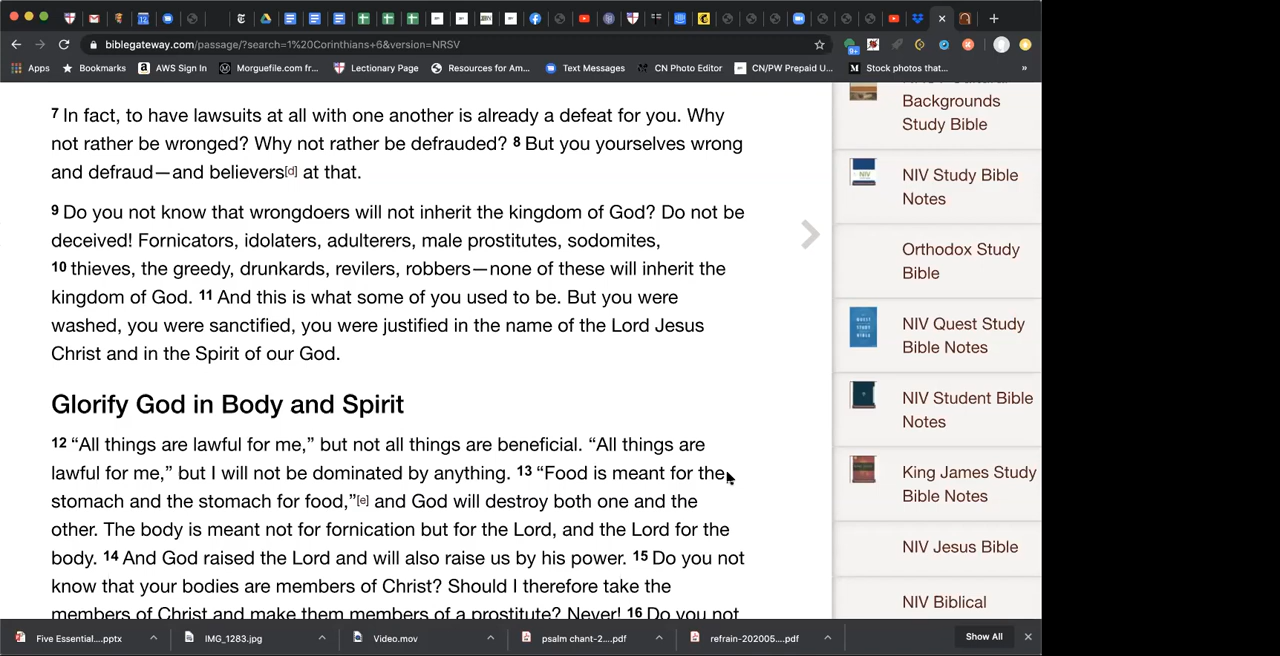 biblegateway.com/passage/?search=1%20Corinthians+6&version=NRSV
Apps Bookmarks AWS Sign In Morguefile.com fr... Lectionary Page Resources for Am... Text Messages CN Photo Editor CN/PW Prepaid U... Stock photos that... »
7 In fact, to have lawsuits at all with one another is already a defeat for you. Why
not rather be wronged? Why not rather be defrauded? 8 But you yourselves wrong
and defraud—and believers[d] at that.
9 Do you not know that wrongdoers will not inherit the kingdom of God? Do not be
deceived! Fornicators, idolaters, adulterers, male prostitutes, sodomites,
10 thieves, the greedy, drunkards, revilers, robbers—none of these will inherit the
kingdom of God. 11 And this is what some of you used to be. But you were
washed, you were sanctified, you were justified in the name of the Lord Jesus
Christ and in the Spirit of our God.
Glorify God in Body and Spirit
12 “All things are lawful for me,” but not all things are beneficial. “All things are
lawful for me,” but I will not be dominated by anything. 13 “Food is meant for the
stomach and the stomach for food,”[e] and God will destroy both one and the
other. The body is meant not for fornication but for the Lord, and the Lord for the
body. 14 And God raised the Lord and will also raise us by his power. 15 Do you not
know that your bodies are members of Christ? Should I therefore take the
members of Christ and make them members of a prostitute? Never! 16 Do you not
Backgrounds
Study Bible
NIV Study Bible
Notes
Orthodox Study
Bible
NIV Quest Study
Bible Notes
NIV Student Bible
Notes
King James Study
Bible Notes
NIV Jesus Bible
NIV Biblical
Five Essential....pptx IMG_1283.jpg Video.mov psalm chant-2....pdf refrain-202005....pdf Show All